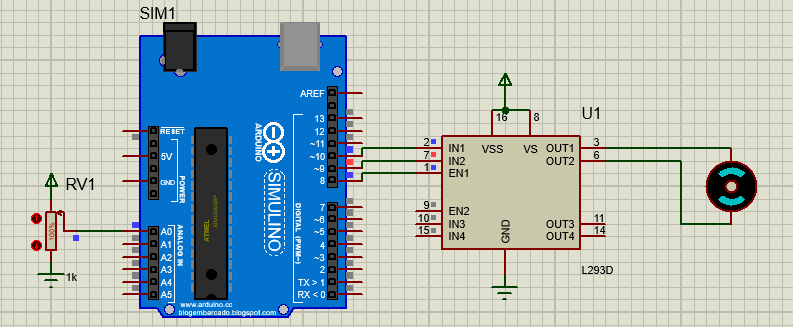 SIM1
RV1
100%
1k
RESET
5V
GND
POWER
A0
A1
A2
A3
A4
A5
ANALOG IN
ATMEL
ARDUINO
SIMULINO
www.arduino.cc
blogembarcado.blogspot.com
AREF
13
12
~11
~10
~9
8
7
~6
~5
4
~3
2
TX > 1
RX < 0
DIGITAL (PWM~)
U1
16
8
VSS
VS
2 IN1
7 IN2
1 EN1
9 EN2
10 IN3
15 IN4
OUT1 3
OUT2 6
OUT3 11
OUT4 14
GND
L293D